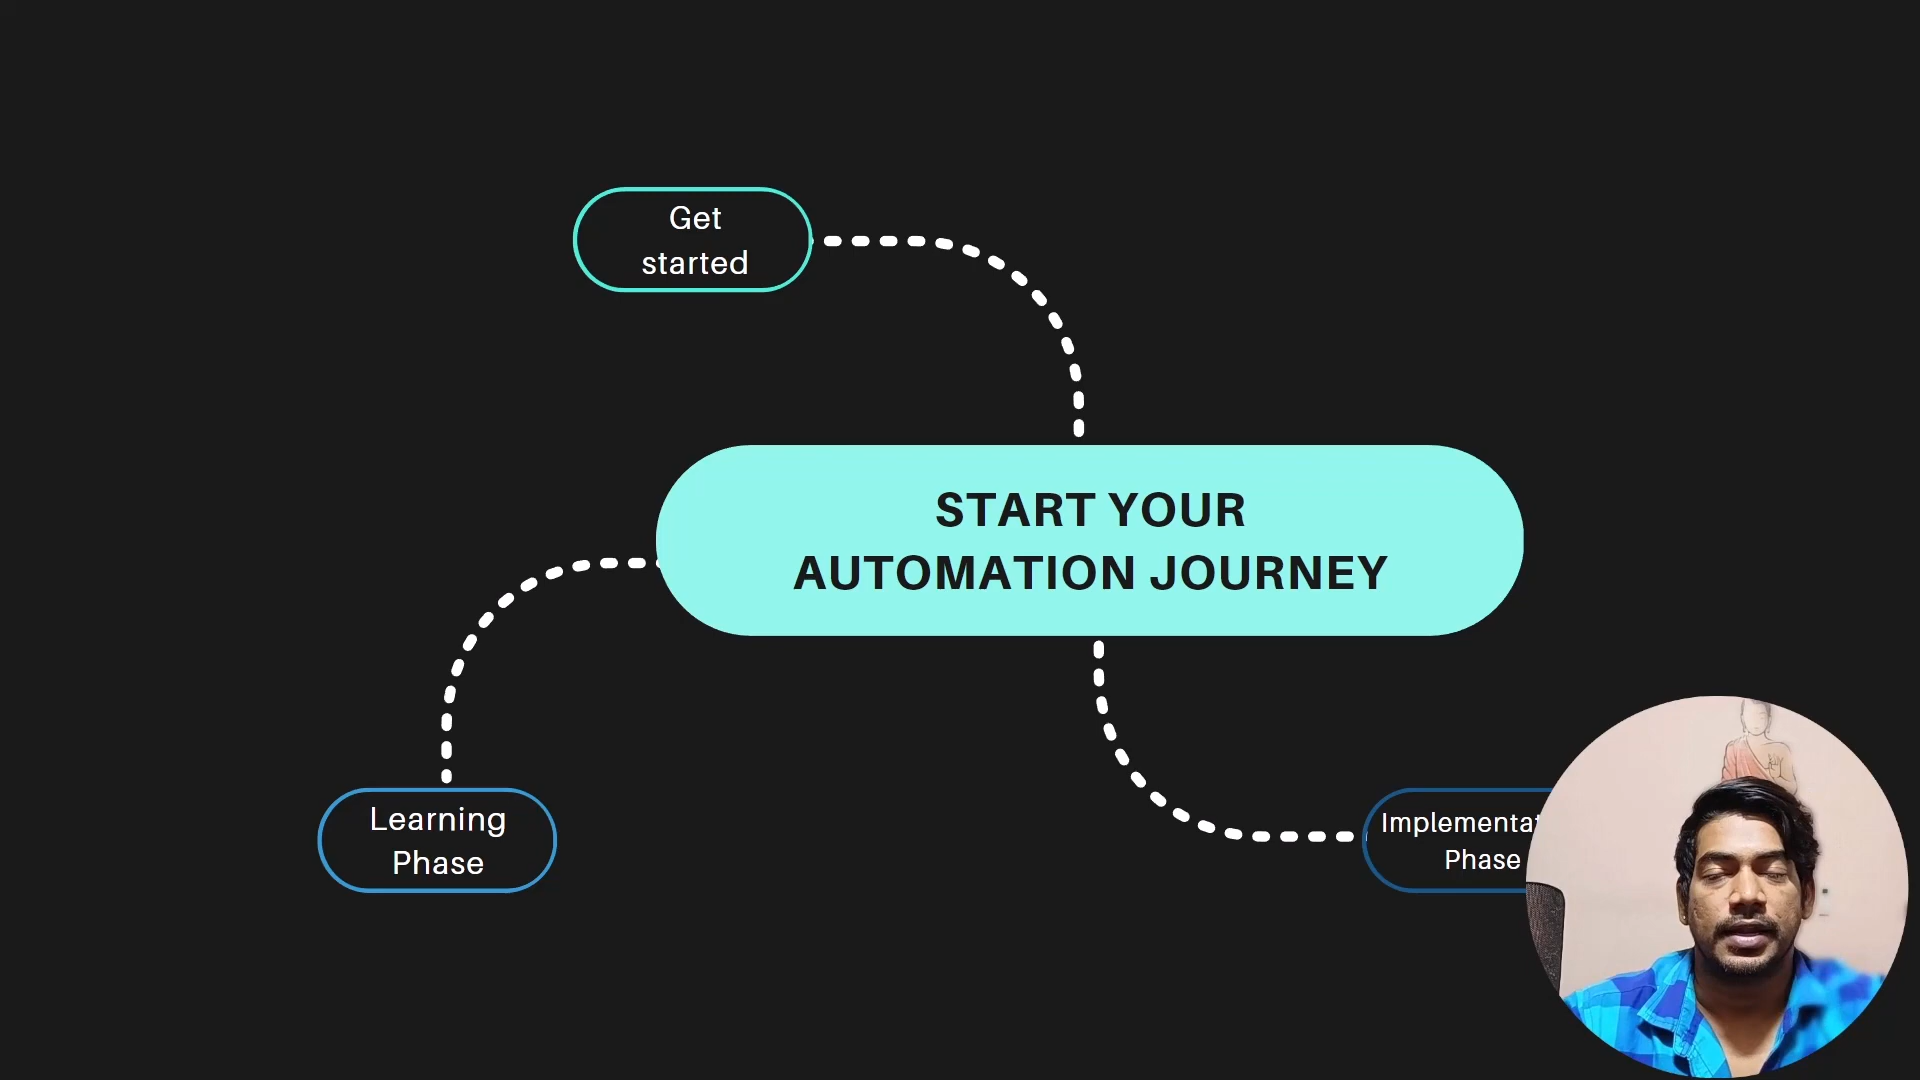 Get
started
START YOUR
AUTOMATION JOURNEY
Learning
Phase
Phase